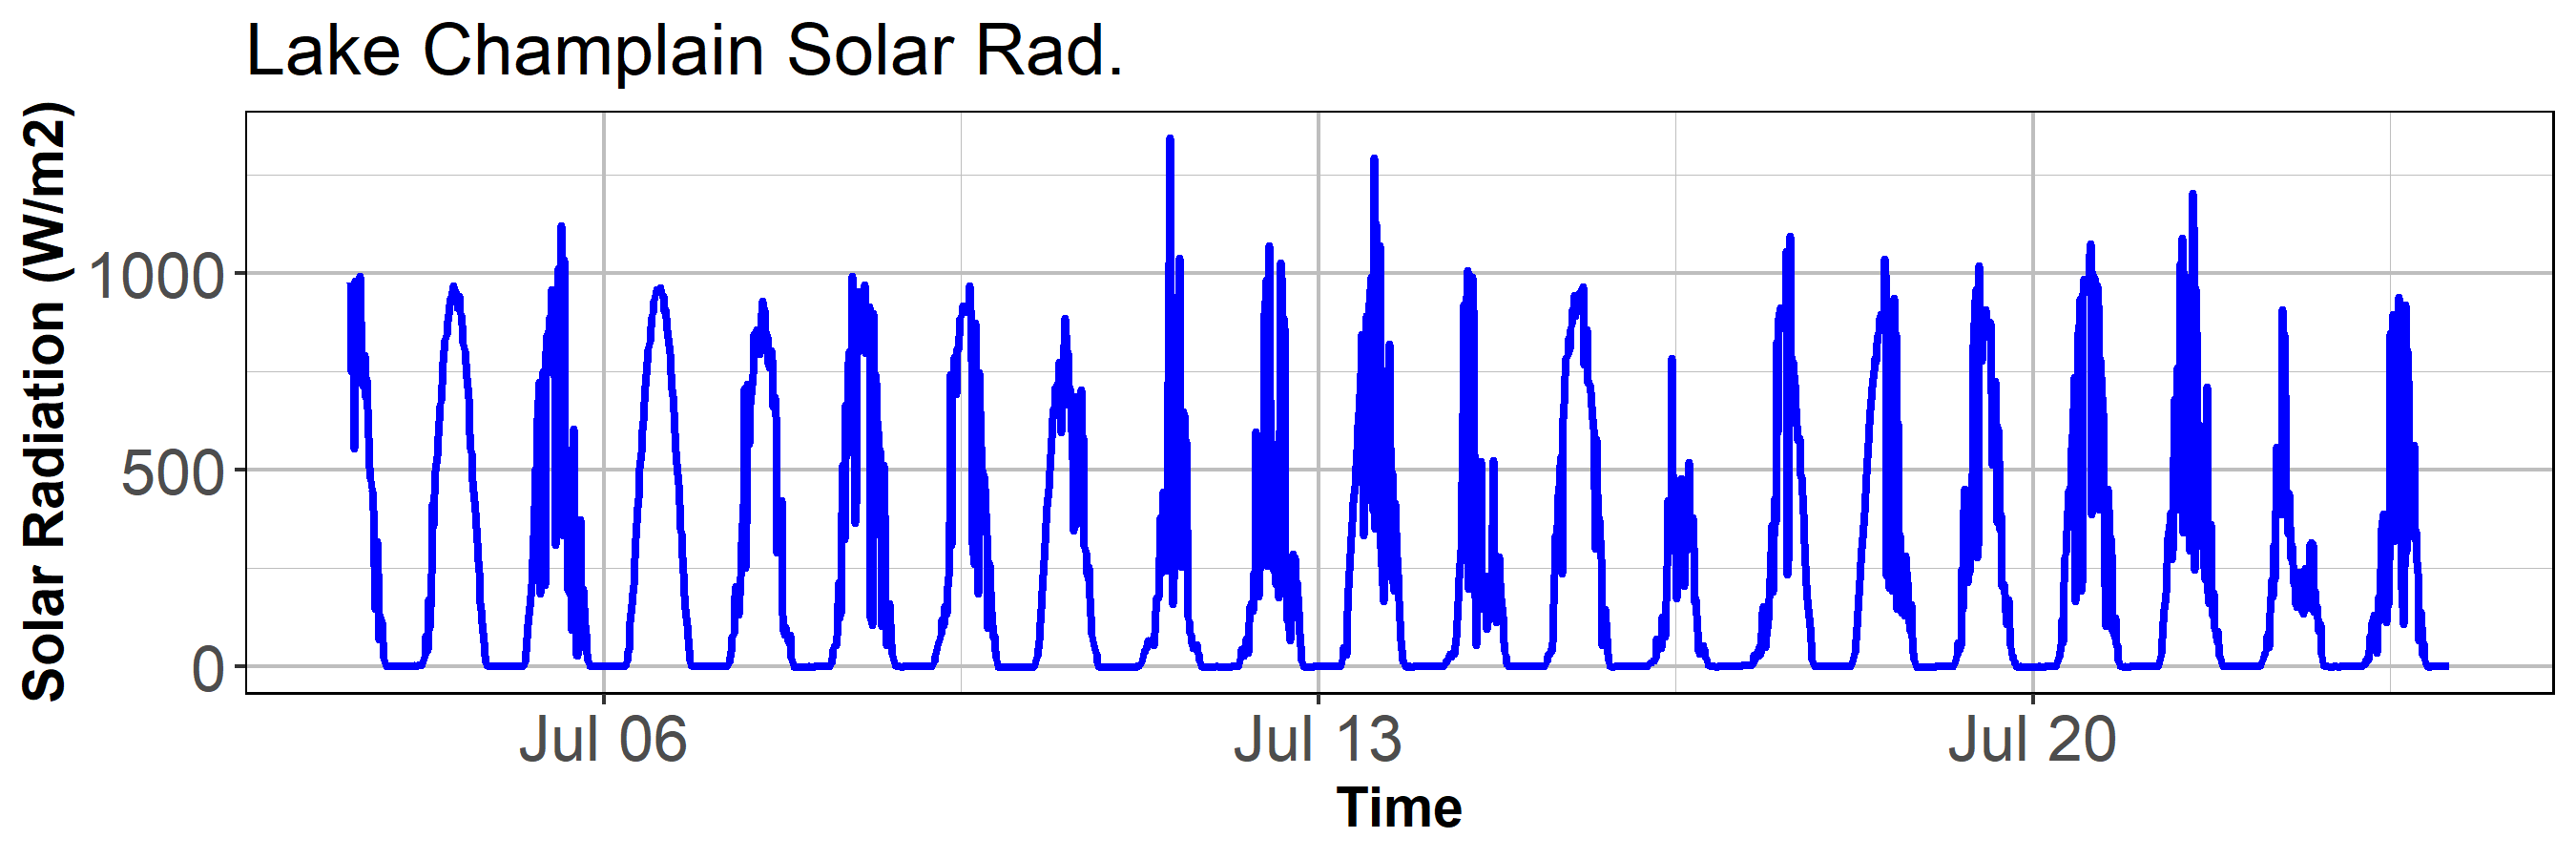 Lake Champlain Solar Rad.
Solar Radiation (W/m2)
1000
500
0
Jul 06
Jul 13
Jul 20
Time